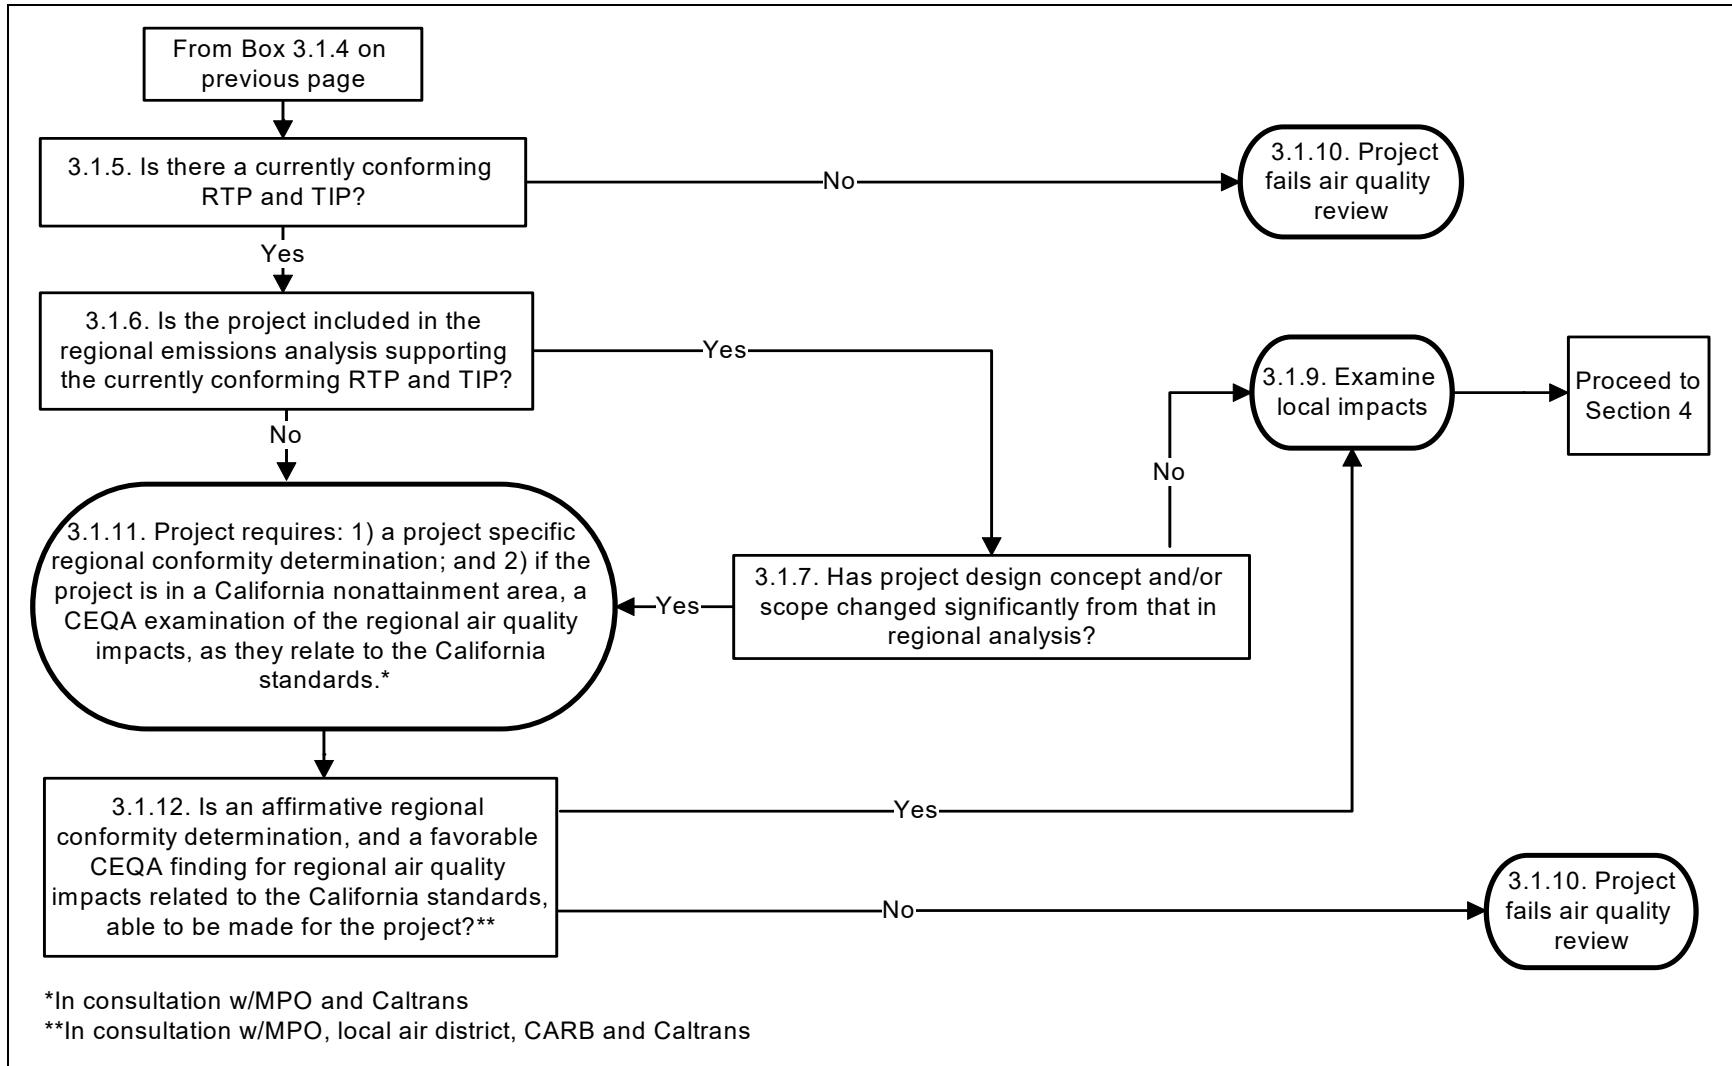 From Box 3.1.4 on
previous page
3.1.5. Is there a currently conforming
RTP and TIP?
No
3.1.10. Project
fails air quality
review
Yes
3.1.6. Is the project included in the
regional emissions analysis supporting
the currently conforming RTP and TIP?
Yes
3.1.9. Examine
local impacts
Proceed to
Section 4
No
No
3.1.11. Project requires: 1) a project specific
regional conformity determination; and 2) if the
project is in a California nonattainment area, a
CEQA examination of the regional air quality
impacts, as they relate to the California
standards.*
Yes
3.1.7. Has project design concept and/or
scope changed significantly from that in
regional analysis?
3.1.12. Is an affirmative regional
conformity determination, and a favorable
CEQA finding for regional air quality
impacts related to the California standards,
able to be made for the project?**
Yes
No
3.1.10. Project
fails air quality
review
*In consultation w/MPO and Caltrans
**In consultation w/MPO, local air district, CARB and Caltrans